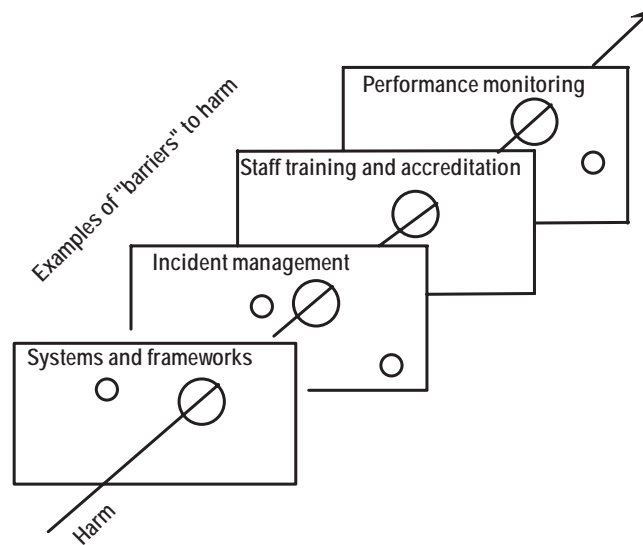 Performance monitoring
Examples of "barriers" to harm
Staff training and accreditation
Incident management
Systems and frameworks
Harm